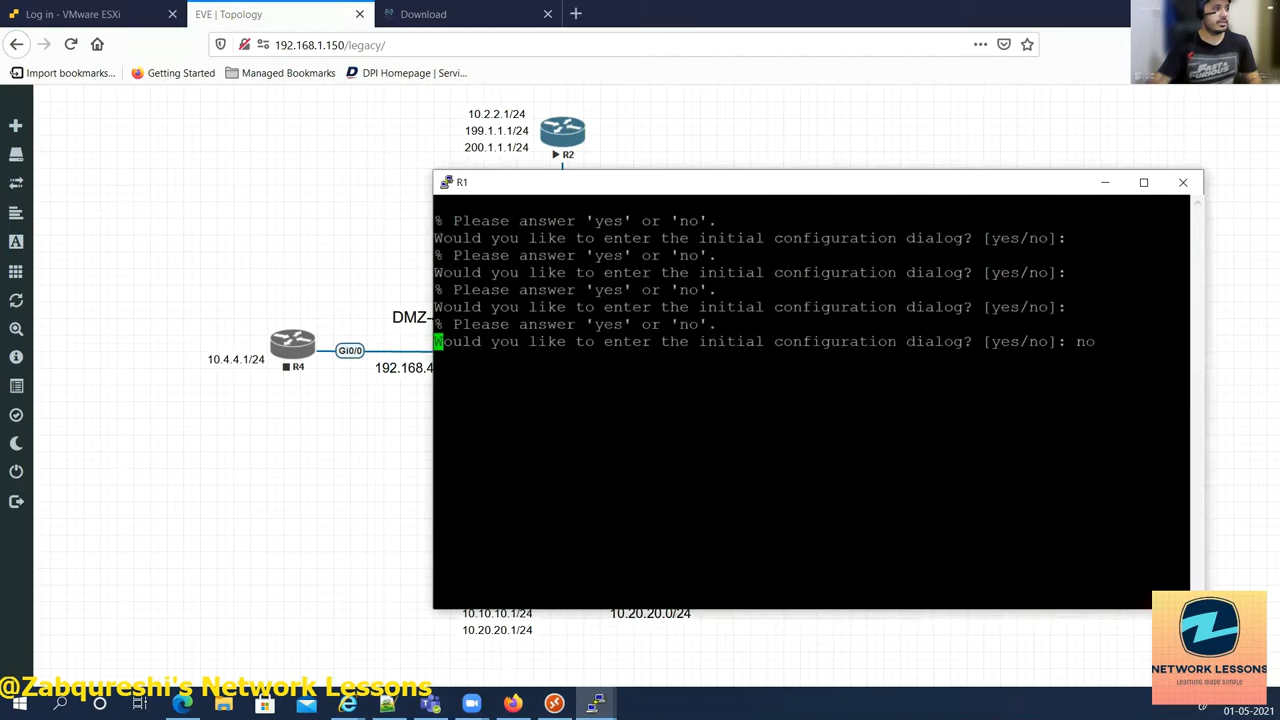 Log in - VMware ESXi
EVE | Topology
Download
192.168.1.150/legacy/
Import bookmarks...
Getting Started
Managed Bookmarks
DPI Homepage | Servi...
10.2.2.1/24
199.1.1.1/24
200.1.1.1/24
R2
R1
% Please answer 'yes' or 'no'.
Would you like to enter the initial configuration dialog? [yes/no]:
% Please answer 'yes' or 'no'.
Would you like to enter the initial configuration dialog? [yes/no]:
% Please answer 'yes' or 'no'.
Would you like to enter the initial configuration dialog? [yes/no]:
% Please answer 'yes' or 'no'.
Would you like to enter the initial configuration dialog? [yes/no]: no
DMZ-
Gi0/0
10.4.4.1/24
R4
192.168.4
10.10.10.1/24
10.20.20.0/24
10.20.20.1/24
FAST &
FURIOUS
NETWORK LESSONS
Learning made simple
@Zabqureshi's Network Lessons
01-05-2021